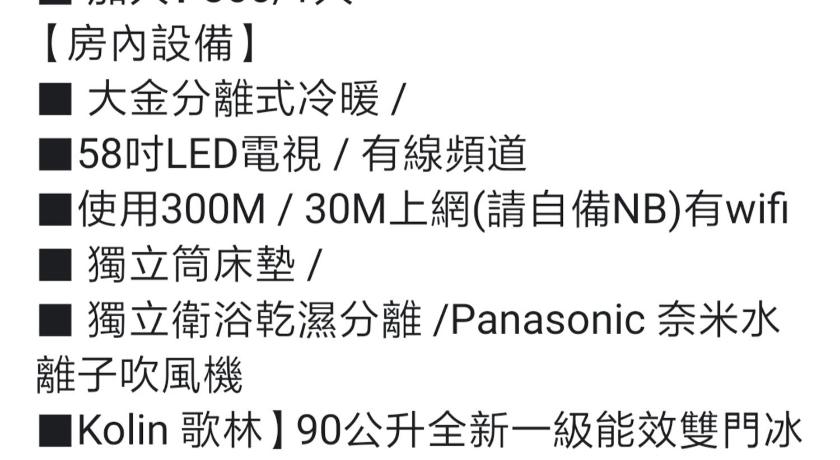 【房內設備】
■ 大金分離式冷暖 /
■58吋LED電視 / 有線頻道
■使用300M / 30M上網(請自備NB)有wifi
■ 獨立筒床墊 /
■ 獨立衛浴乾濕分離 /Panasonic 奈米水
離子吹風機
■Kolin 歌林】90公升全新一級能效雙門冰